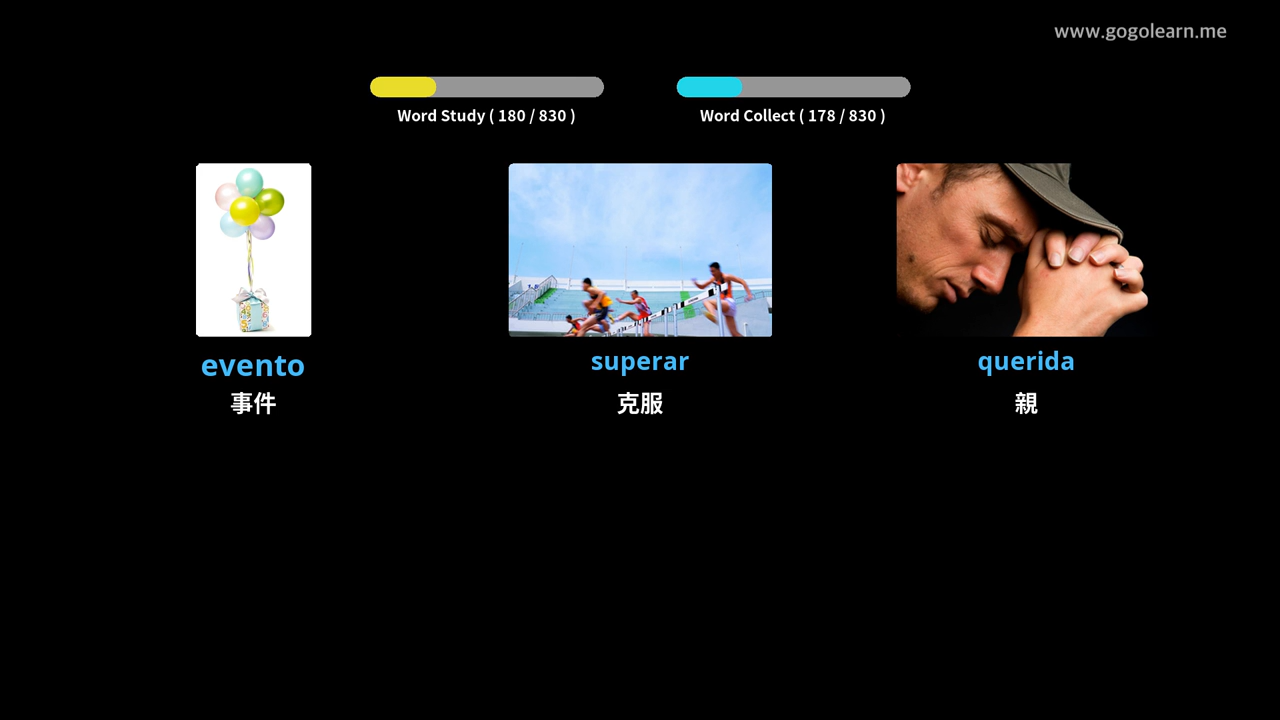 www.gogolearn.me
Word Study ( 180 / 830 )
Word Collect ( 178 / 830 )
evento
superar
querida
事件
克服
親